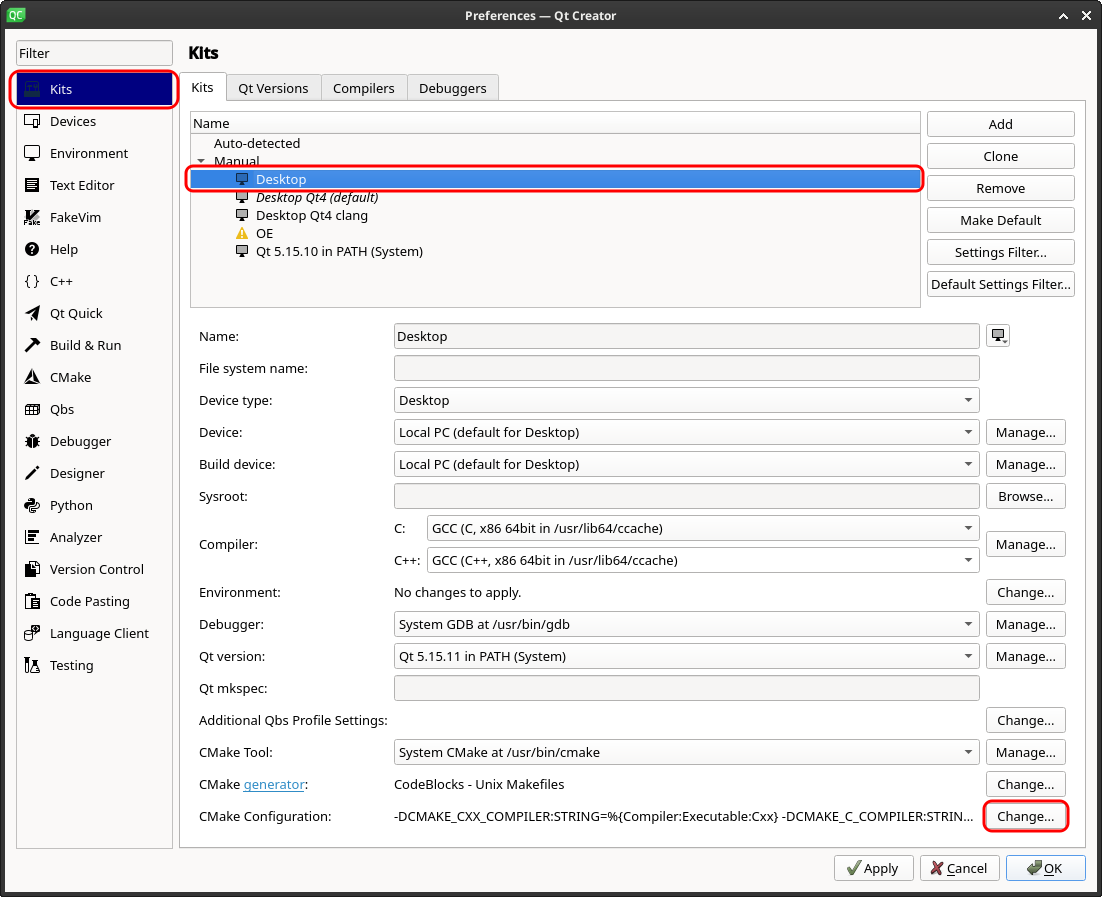 QC
Preferences — Qt Creator
Filter
Kits
Devices
Environment
Text Editor
Fake
FakeVim
Help
C++
Qt Quick
Build & Run
CMake
Qbs
Debugger
Designer
Python
Analyzer
Version Control
Code Pasting
Language Client
Testing
Kits
Kits Qt Versions Compilers Debuggers
Name
Auto-detected
Manual
Desktop
Desktop Qt4 (default)
Desktop Qt4 clang
OE
Qt 5.15.10 in PATH (System)
Add
Clone
Remove
Make Default
Settings Filter...
Default Settings Filter...
Name: Desktop
File system name:
Device type: Desktop
Device: Local PC (default for Desktop) Manage...
Build device: Local PC (default for Desktop) Manage...
Sysroot: Browse...
Compiler: C: GCC (C, x86 64bit in /usr/lib64/ccache)
C++: GCC (C++, x86 64bit in /usr/lib64/ccache) Manage...
Environment: No changes to apply. Change...
Debugger: System GDB at /usr/bin/gdb Manage...
Qt version: Qt 5.15.11 in PATH (System) Manage...
Qt mkspec:
Additional Qbs Profile Settings: Change...
CMake Tool: System CMake at /usr/bin/cmake Manage...
CMake generator: CodeBlocks - Unix Makefiles Change...
CMake Configuration: -DCMAKE_CXX_COMPILER:STRING=%{Compiler:Executable:Cxx} -DCMAKE_C_COMPILER:STRIN... Change...
Apply Cancel OK